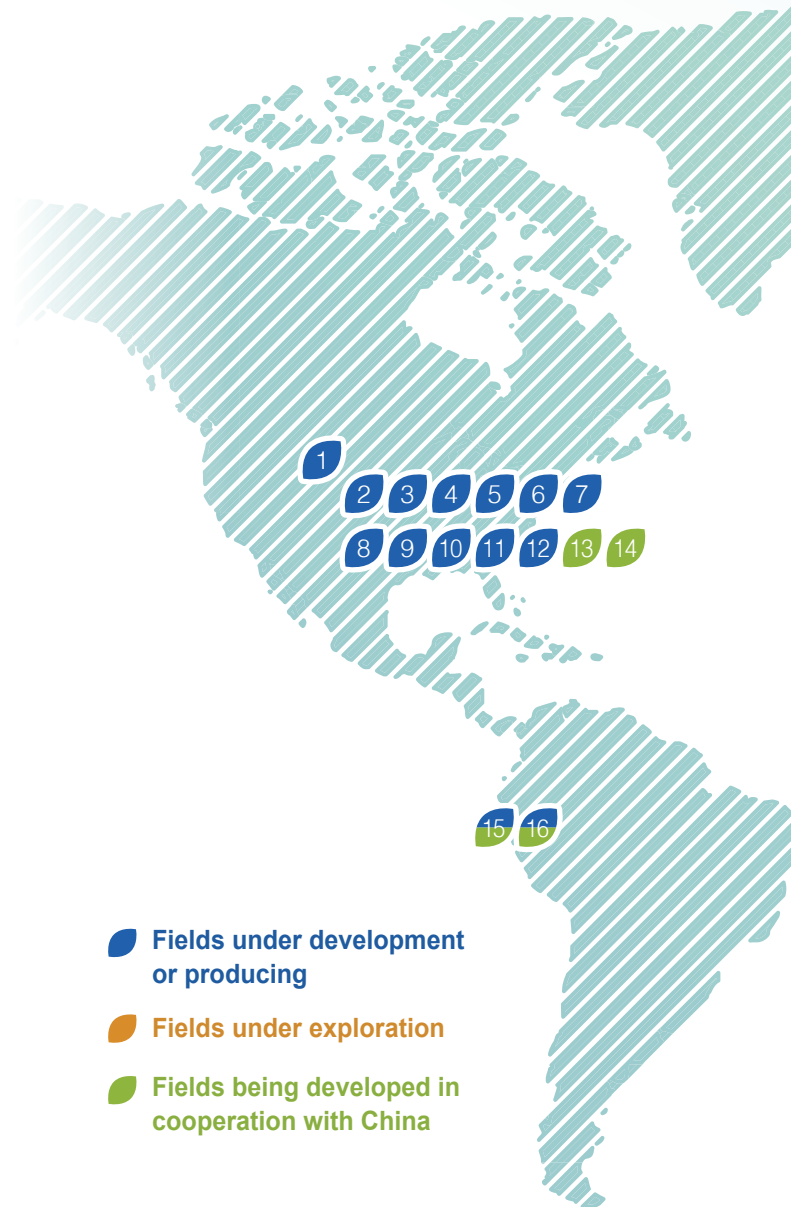 1
2 3 4 5 6 7
8 9 10 11 12 13 14
15 16
Fields under development
or producing
Fields under exploration
Fields being developed in
cooperation with China